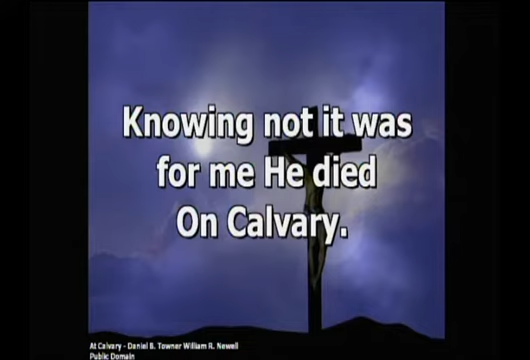 Knowing not it was
for me He died
On Calvary.
At Calvary - Daniel B. Towner William R. Newell
Public Domain